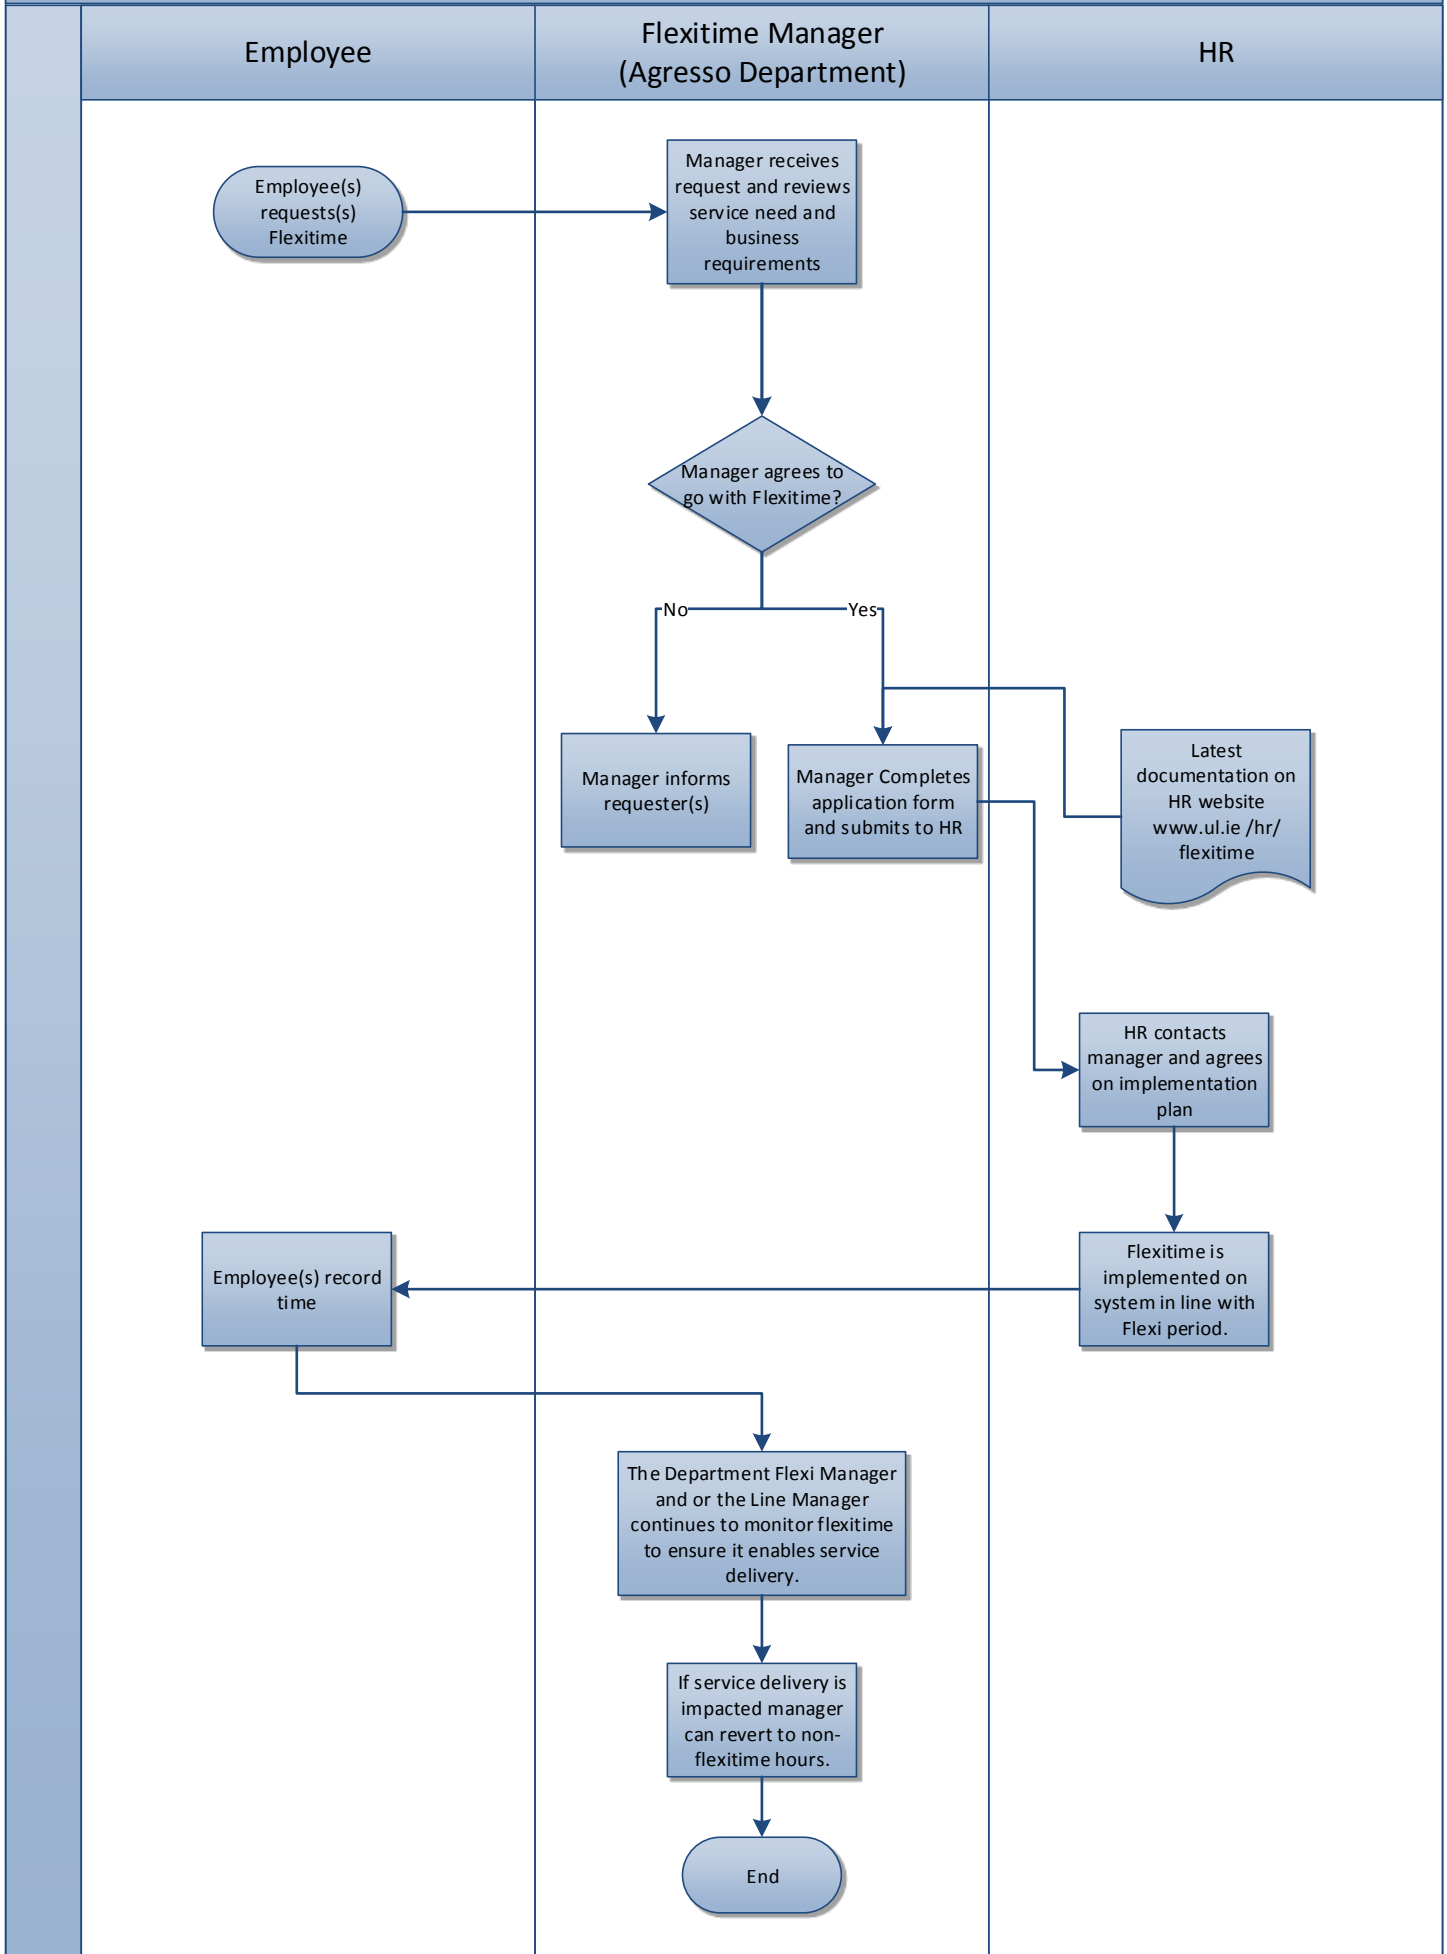 Employee
Flexitime Manager
(Agresso Department)
HR
Employee(s)
requests(s)
Flexitime
Manager receives
request and reviews
service need and
business
requirements
Manager agrees to
go with Flexitime?
No
Yes
Manager informs
requester(s)
Manager Completes
application form
and submits to HR
Latest
documentation on
HR website
www.ul.ie /hr/
flexitime
HR contacts
manager and agrees
on implementation
plan
Flexitime is
implemented on
system in line with
Flexi period.
Employee(s) record
time
The Department Flexi Manager
and or the Line Manager
continues to monitor flexitime
to ensure it enables service
delivery.
If service delivery is
impacted manager
can revert to non-
flexitime hours.
End